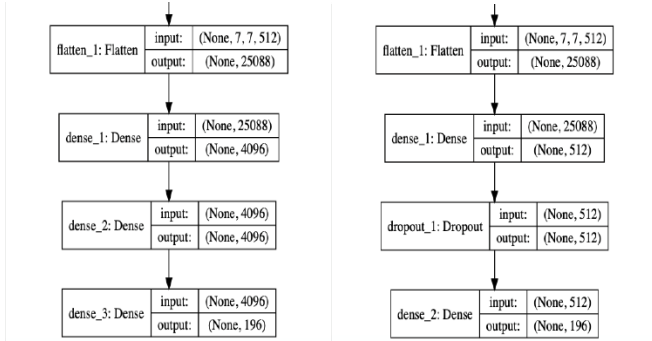 flatten_1: Flatten
input: (None, 7, 7, 512)
output: (None, 25088)
dense_1: Dense
input: (None, 25088)
output: (None, 4096)
dense_2: Dense
input: (None, 4096)
output: (None, 4096)
dense_3: Dense
input: (None, 4096)
output: (None, 196)
flatten_1: Flatten
input: (None, 7, 7, 512)
output: (None, 25088)
dense_1: Dense
input: (None, 25088)
output: (None, 512)
dropout_1: Dropout
input: (None, 512)
output: (None, 512)
dense_2: Dense
input: (None, 512)
output: (None, 196)